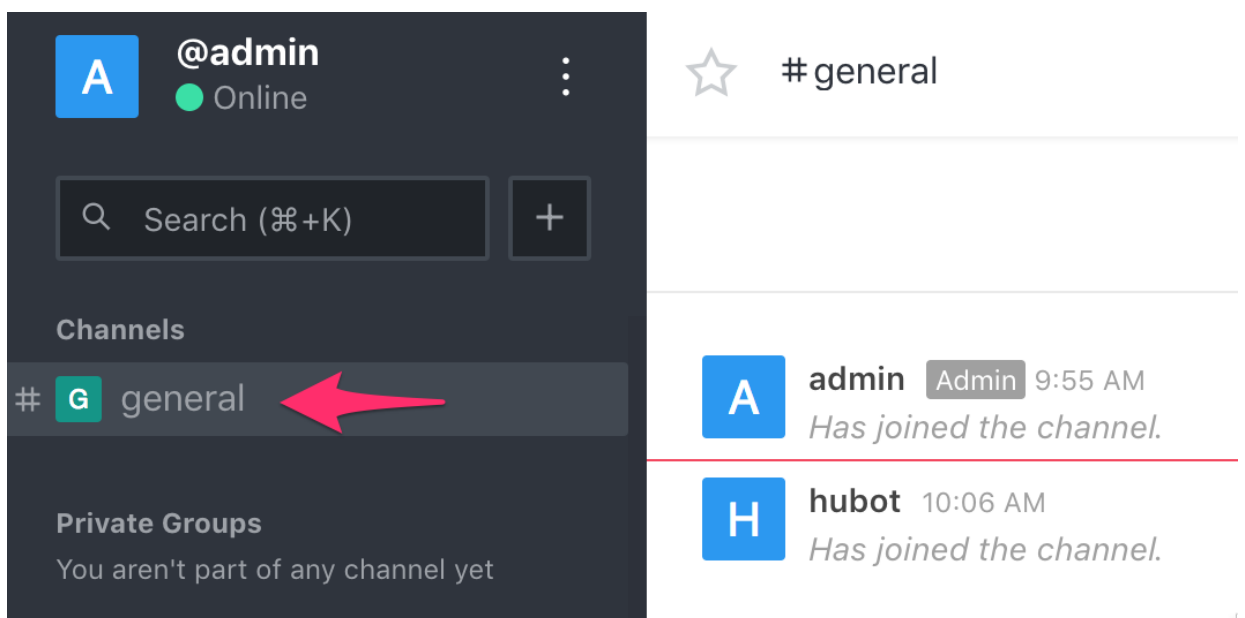 A
@admin
Online
Search (⌘+K)
+
Channels
# G general
Private Groups
You aren't part of any channel yet
#general
A
admin Admin 9:55 AM
Has joined the channel.
H
hubot 10:06 AM
Has joined the channel.